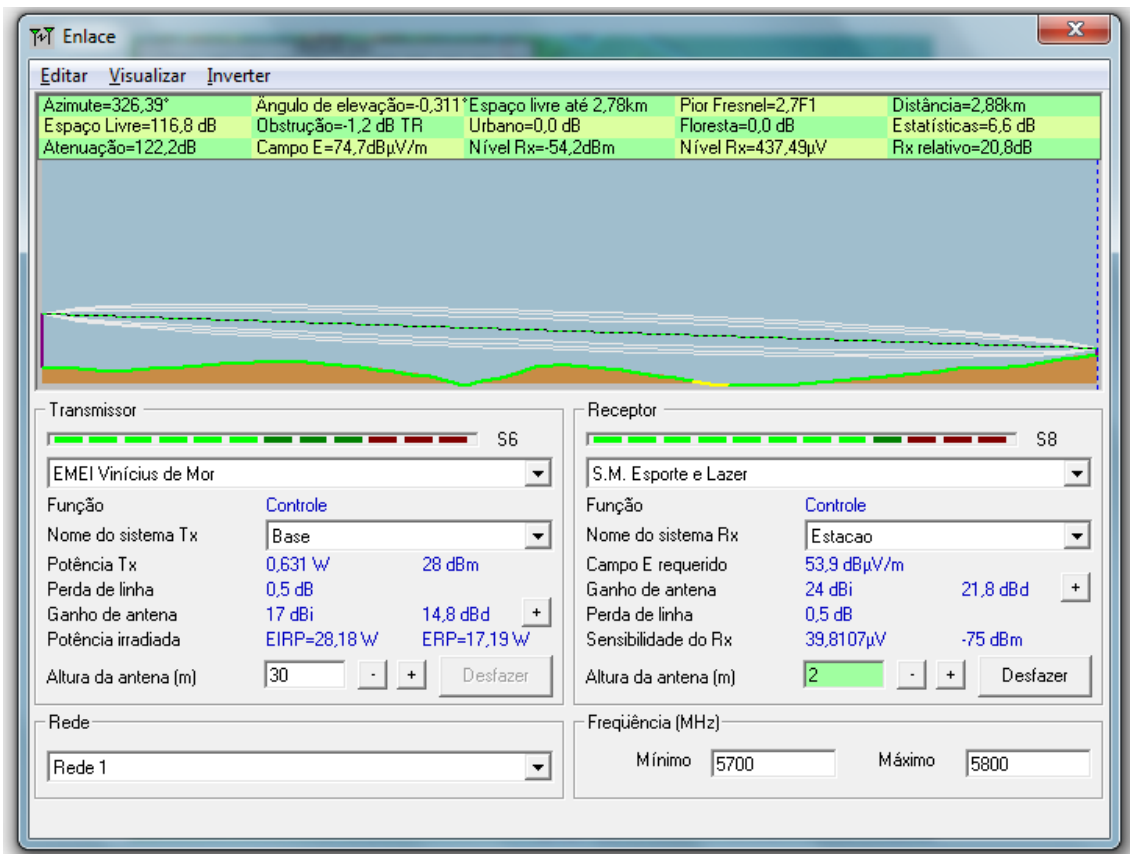 Enlace
Editar Visualizar Inverter
Azimute=326,39° Ângulo de elevação=-0,311° Espaço livre até 2,78km Pior Fresnel=2,7F1 Distância=2,88km
Espaço Livre=116,8 dB Obstrução=-1,2 dB TR Urbano=0,0 dB Floresta=0,0 dB Estatísticas=6,6 dB
Atenuação=122,2dB Campo E=74,7dBµV/m Nível Rx=-54,2dBm Nível Rx=437,49µV Rx relativo=20,8dB
Transmissor
S6
EMEI Vinícius de Mor
Função Controle
Nome do sistema Tx Base
Potência Tx 0,631 W 28 dBm
Perda de linha 0,5 dB
Ganho de antena 17 dBi 14,8 dBd +
Potência irradiada EIRP=28,18 W ERP=17,19 W
Altura da antena (m) 30 - + Desfazer
Receptor
S8
S.M. Esporte e Lazer
Função Controle
Nome do sistema Rx Estacao
Campo E requerido 53,9 dBµV/m
Ganho de antena 24 dBi 21,8 dBd +
Perda de linha 0,5 dB
Sensibilidade do Rx 39,8107µV -75 dBm
Altura da antena (m) 2 - + Desfazer
Rede
Rede 1
Freqüência (MHz)
Mínimo 5700 Máximo 5800